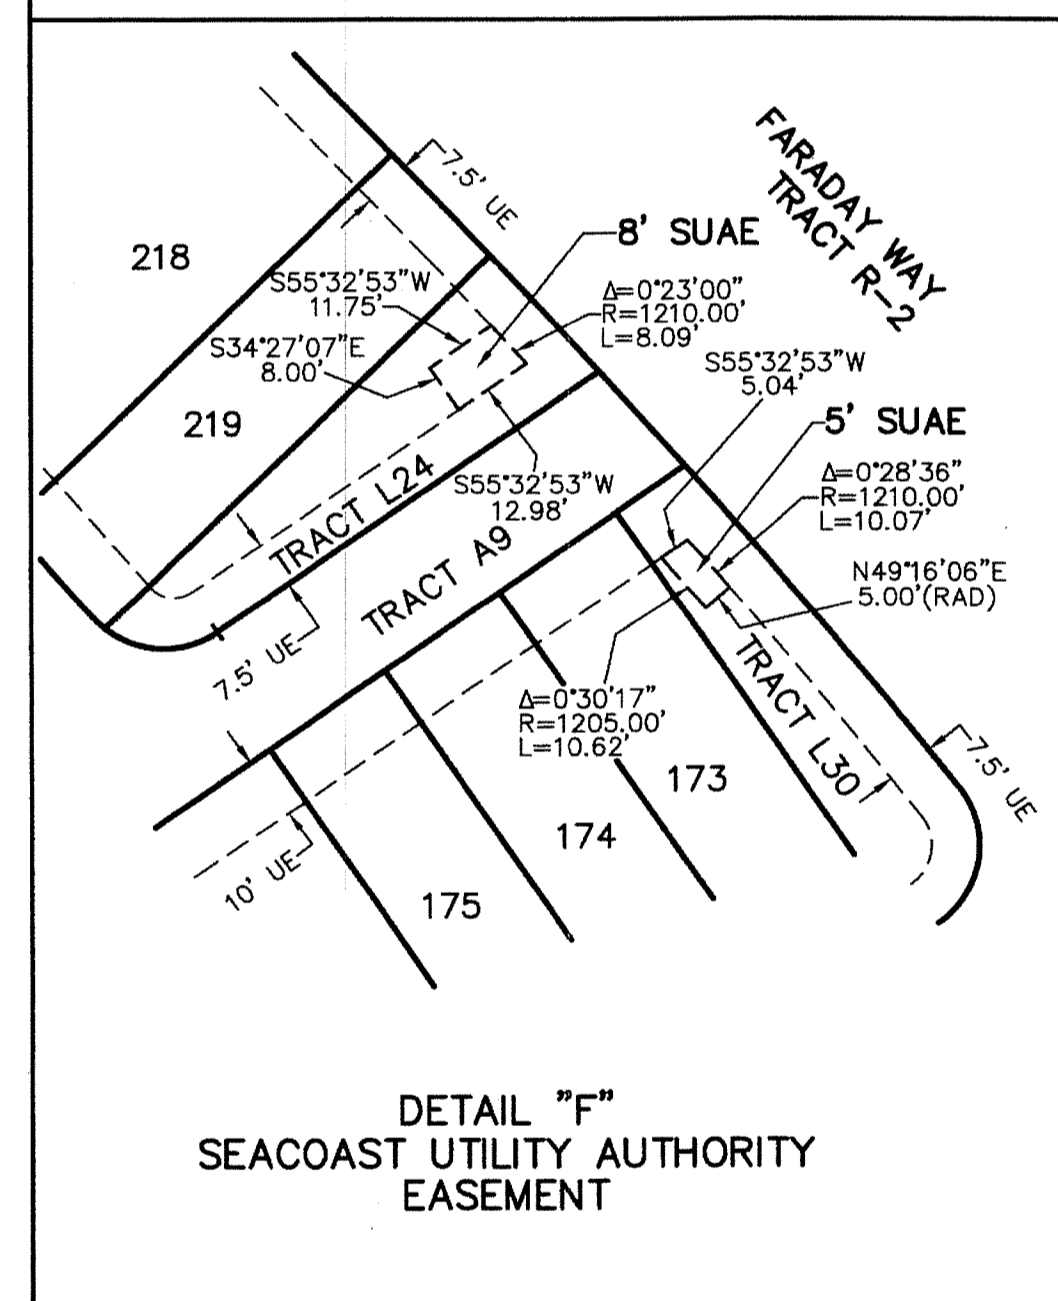 FARADAY WAY
TRACT R-2
7.5' UE
8' SUAE
218
S55°32'53"W
11.75'
Δ=0°23'00"
R=1210.00'
L=8.09'
S34°27'07"E
8.00'
S55°32'53"W
5.04'
219
5' SUAE
TRACT L24
S55°32'53"W
12.98'
Δ=0°28'36"
R=1210.00'
L=10.07'
TRACT A9
N49°16'06"E
5.00'(RAD)
7.5' UE
TRACT L30
Δ=0°30'17"
R=1205.00'
L=10.62'
173
7.5' UE
174
10' UE
175
DETAIL "F"
SEACOAST UTILITY AUTHORITY
EASEMENT